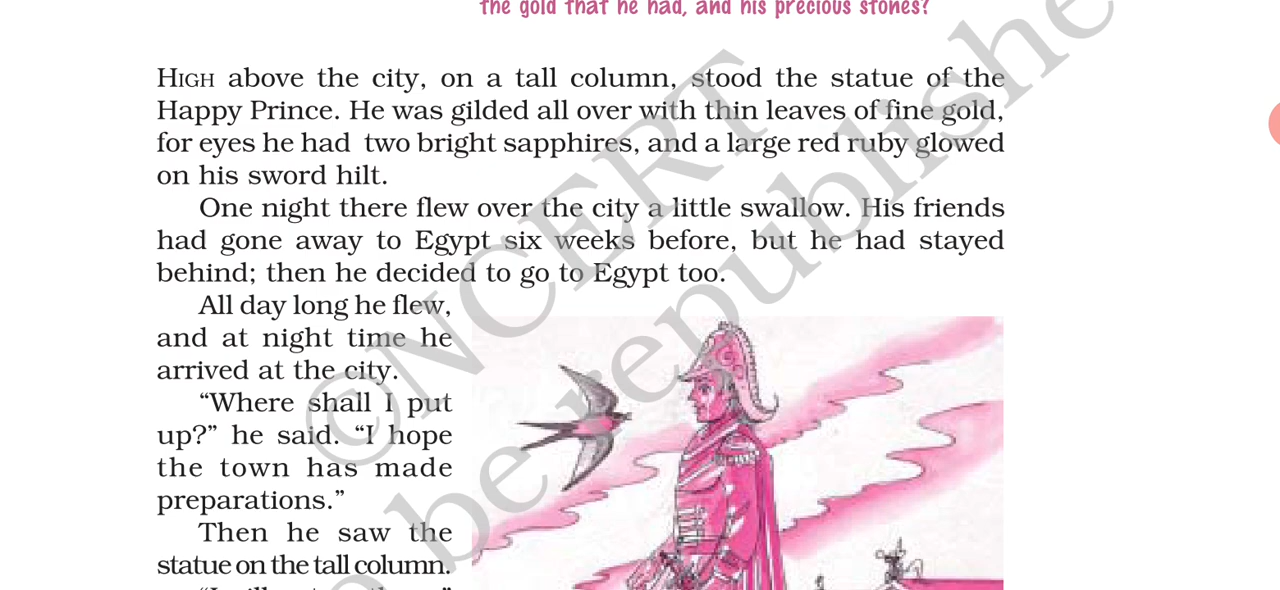 the gold that he had, and his precious stones?
HIGH above the city, on a tall column, stood the statue of the
Happy Prince. He was gilded all over with thin leaves of fine gold,
for eyes he had two bright sapphires, and a large red ruby glowed
on his sword hilt.
One night there flew over the city a little swallow. His friends
had gone away to Egypt six weeks before, but he had stayed
behind; then he decided to go to Egypt too.
All day long he flew,
and at night time he
arrived at the city.
“Where shall I put
up?” he said. “I hope
the town has made
preparations.”
Then he saw the
statue on the tall column.
©NCERT
be republishe